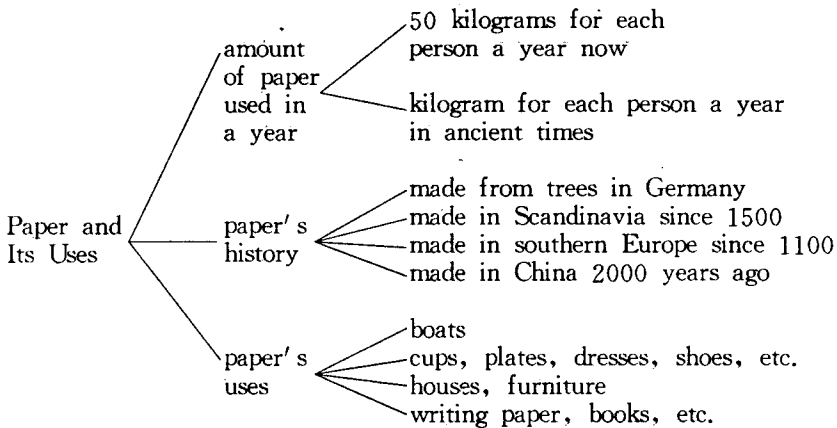 Paper and
Its Uses
amount
of paper
used in
a year
50 kilograms for each
person a year now
kilogram for each person a year
in ancient times
paper's
history
made from trees in Germany
made in Scandinavia since 1500
made in southern Europe since 1100
made in China 2000 years ago
paper's
uses
boats
cups, plates, dresses, shoes, etc.
houses, furniture
writing paper, books, etc.